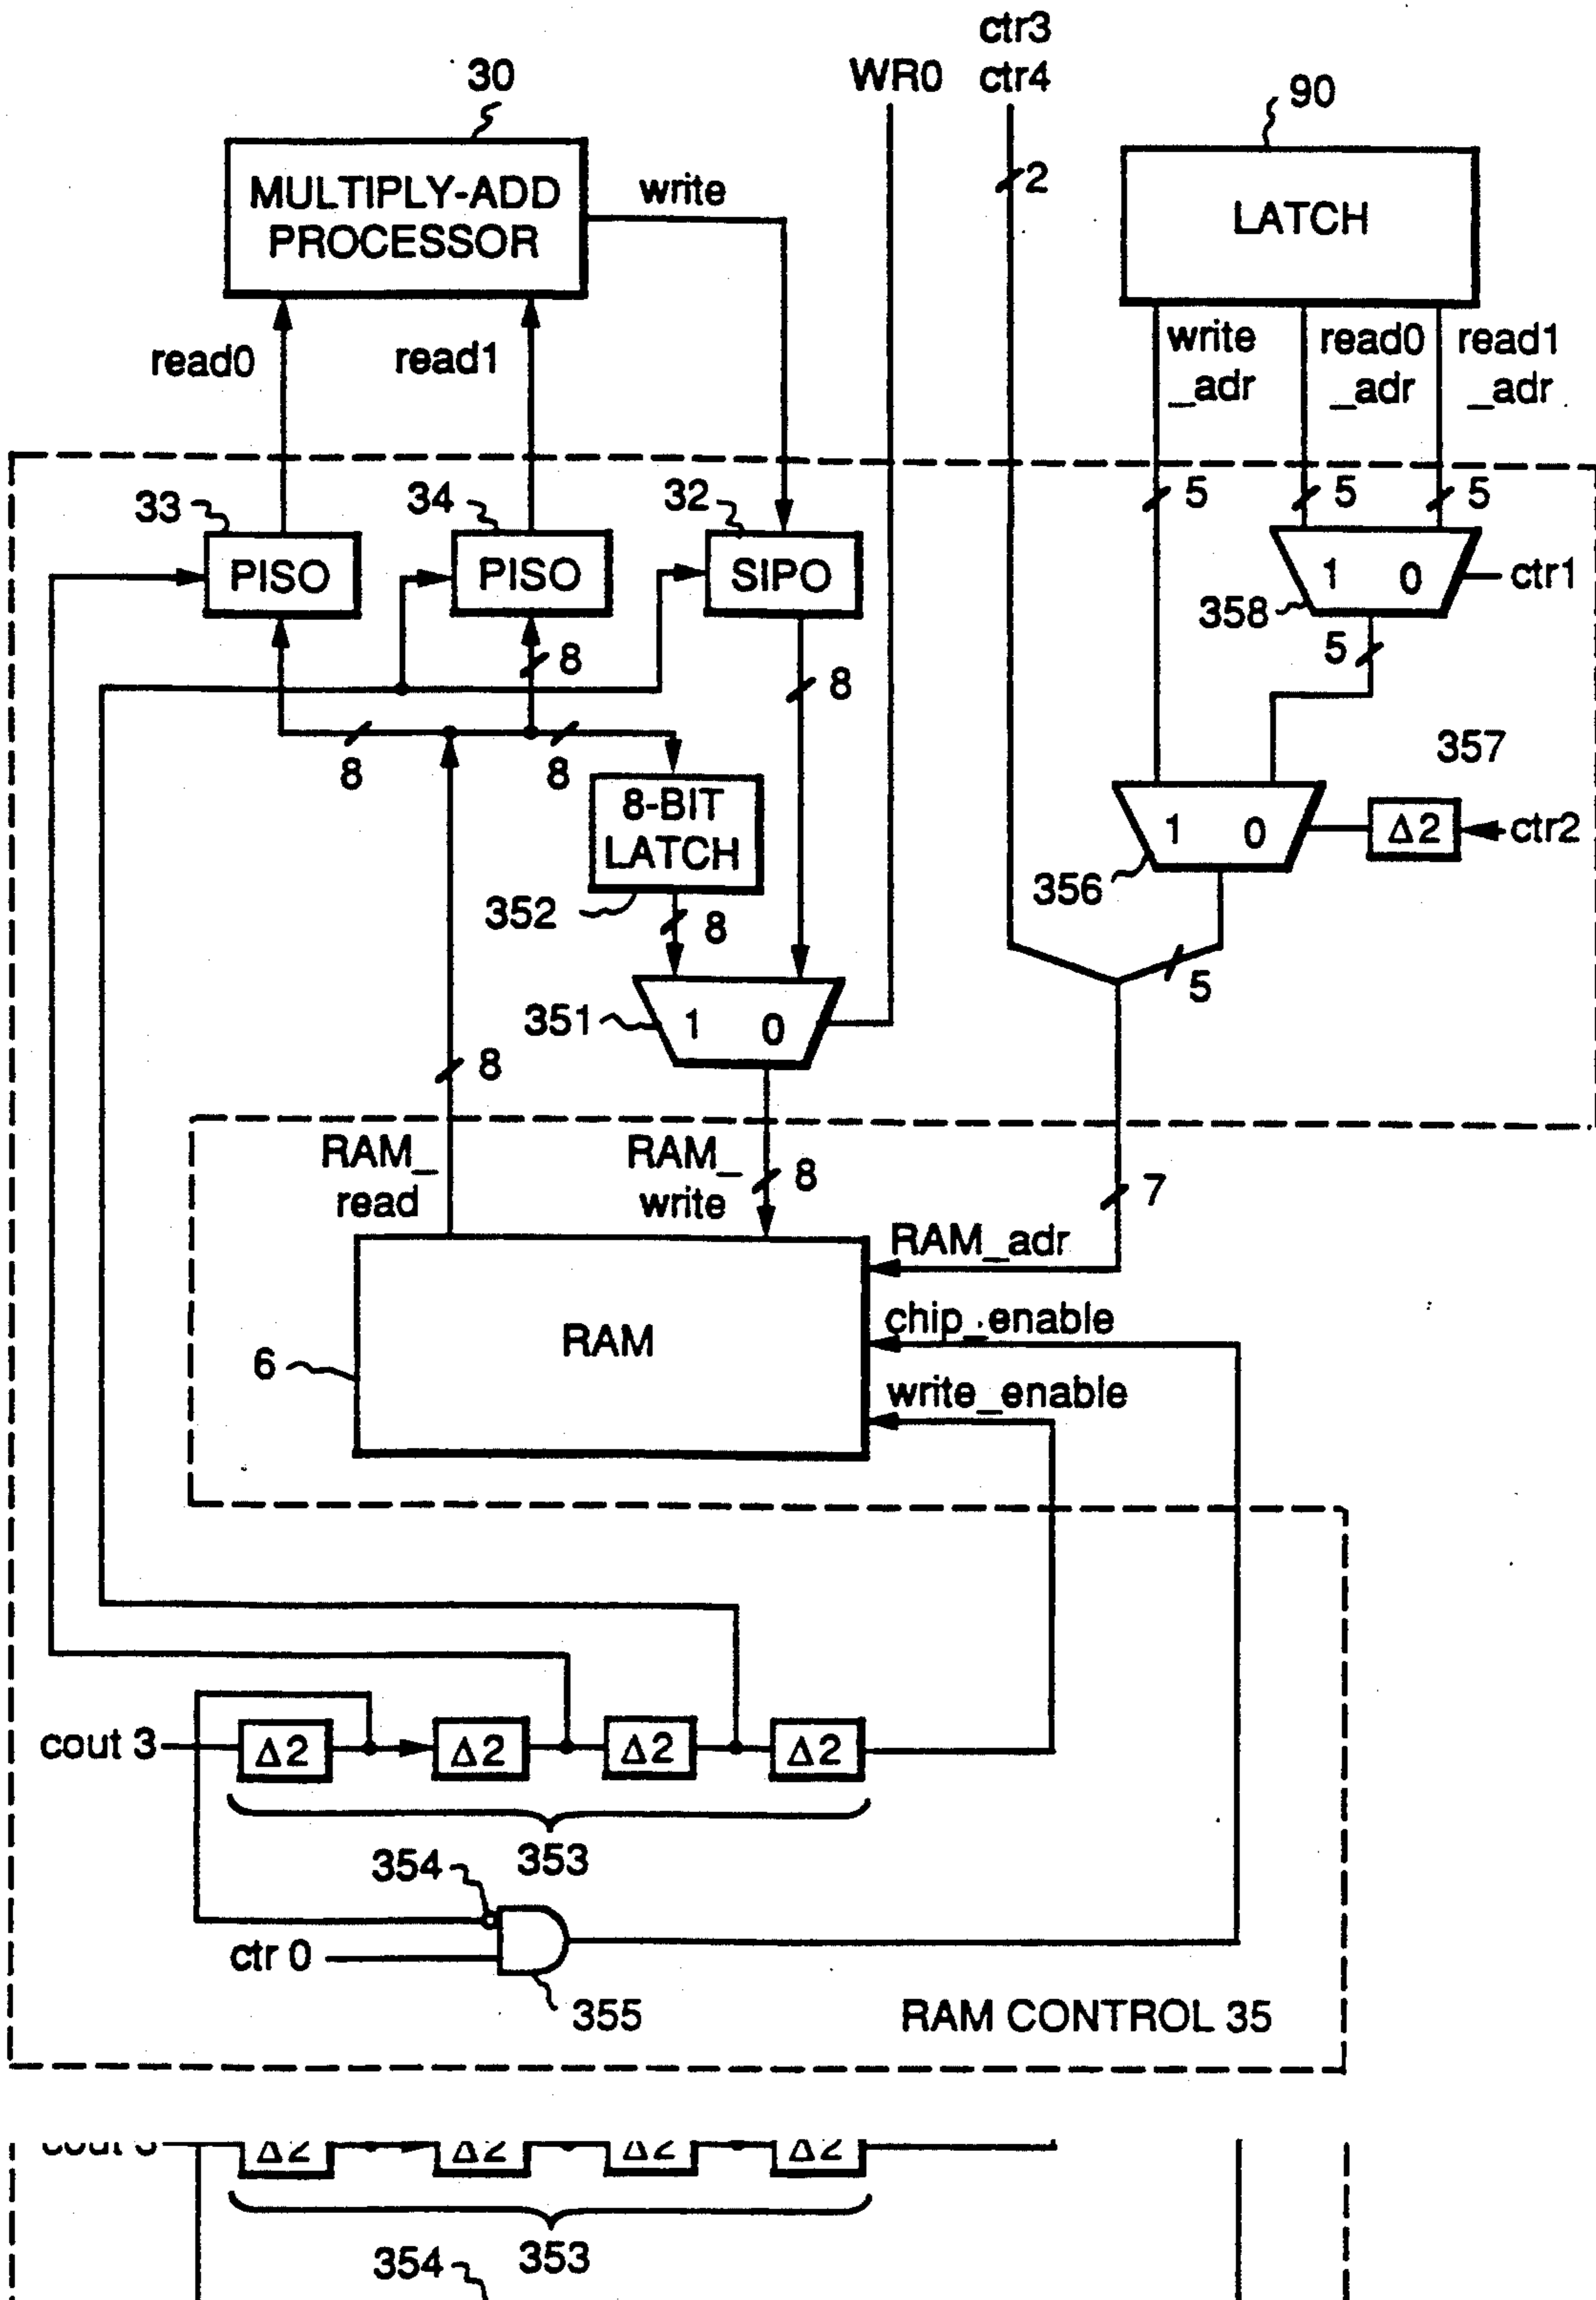 ctr3
30
WR0
ctr4
90
MULTIPLY-ADD
PROCESSOR
write
2
LATCH
read0
read1
write
_adr
read0
_adr
read1
_adr
33
34
32
5
5
5
PISO
PISO
SIPO
1 0
ctr1
358
5
8
8
8
8
357
8-BIT
LATCH
1 0
Δ2
ctr2
352
8
356
351
1 0
5
8
RAM_
read
RAM_
write
8
7
RAM_adr
chip_enable
RAM
6
write_enable
cout 3
Δ2
Δ2
Δ2
Δ2
353
354
ctr 0
355
RAM CONTROL 35
cout 3
Δ2
Δ2
Δ2
Δ2
353
354